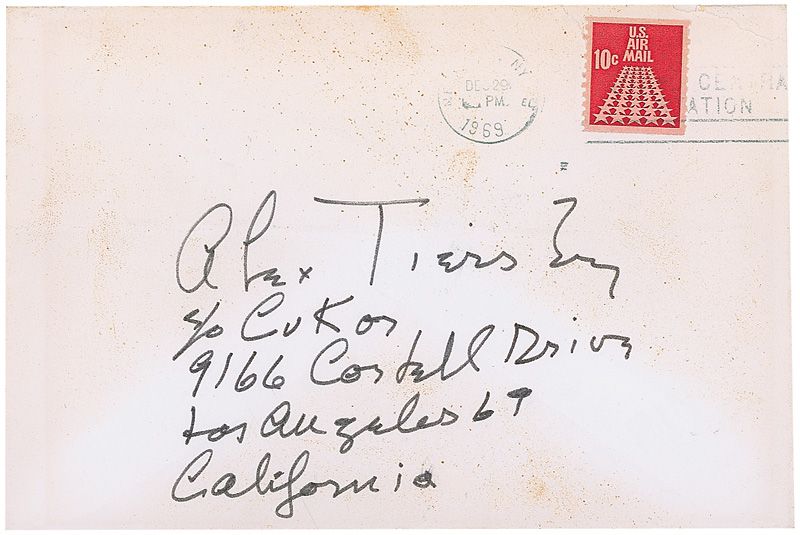 U.S.
AIR
MAIL
10c
NY
DEC 29
PM
1969
ATION
Alex Tiers Esq
c/o Cukor
9166 Cordell Drive
Los Angeles 69
California